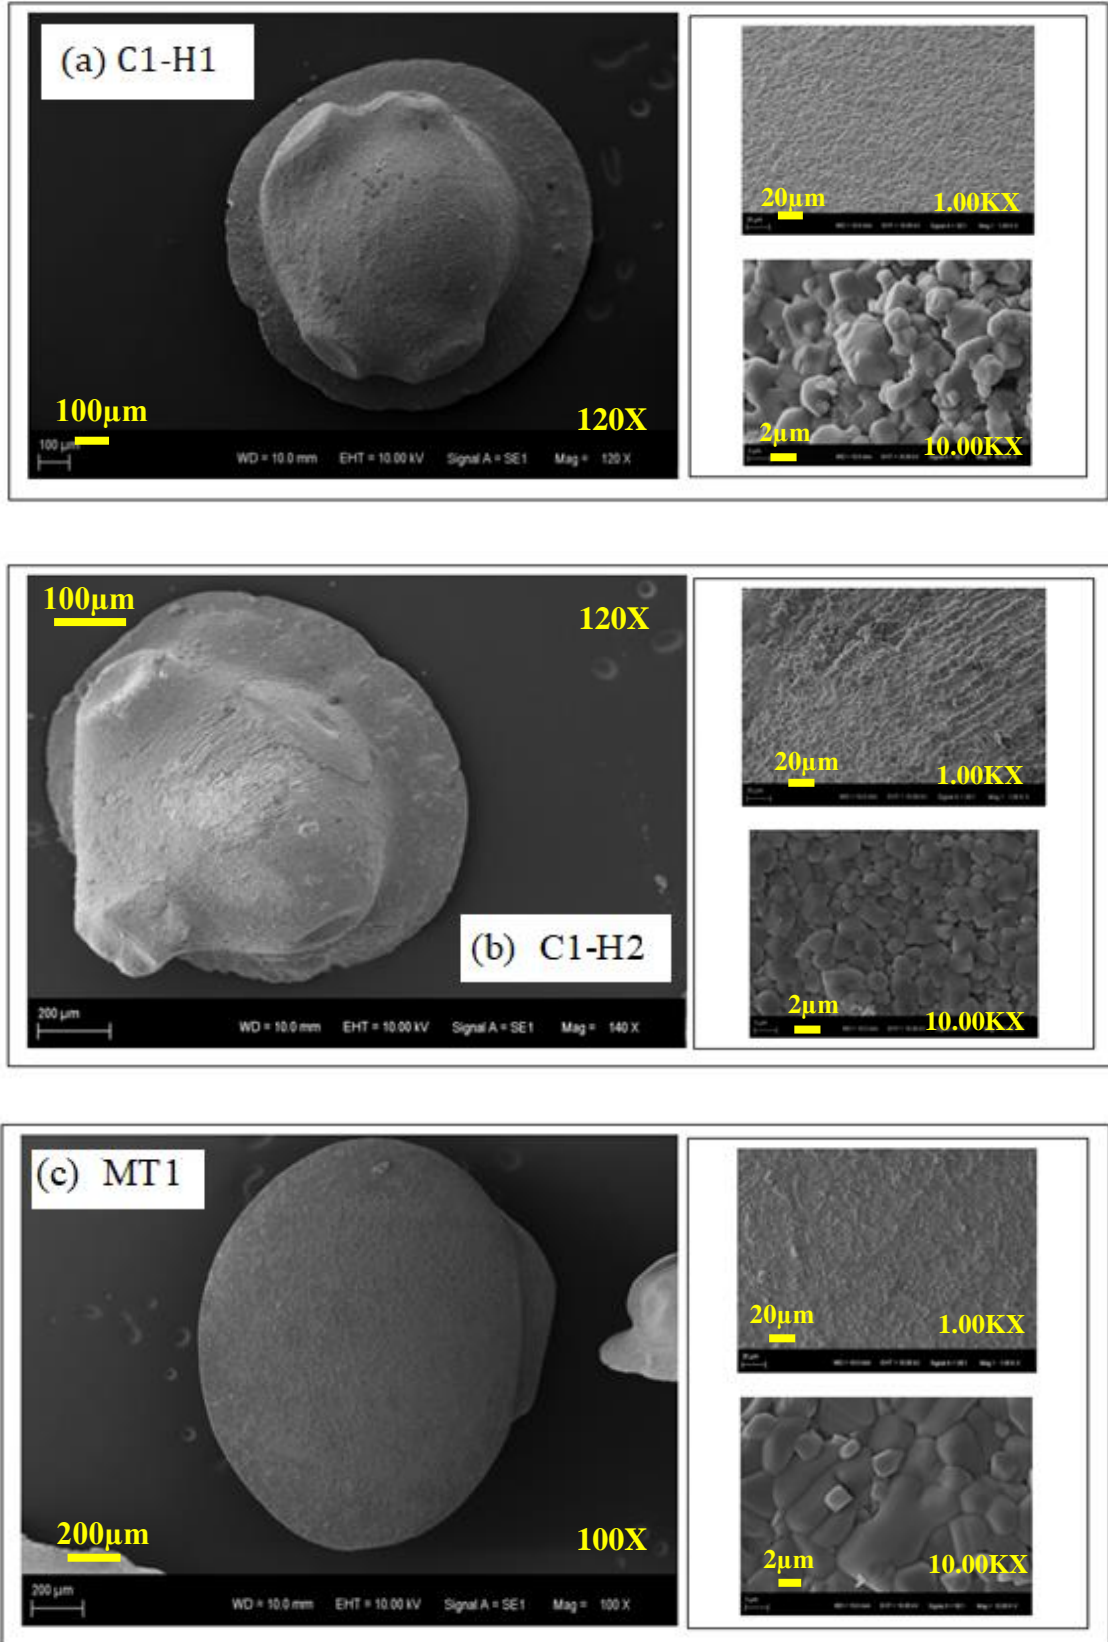 (a) C1-H1
100µm
120X
100 µm
WD = 10.0 mm EHT = 10.00 kV Signal A = SE1 Mag = 120 X
20µm
1.00KX
2µm
10.00KX
100µm
120X
(b) C1-H2
200 µm
WD = 10.0 mm EHT = 10.00 kV Signal A = SE1 Mag = 140 X
20µm
1.00KX
2µm
10.00KX
(c) MT1
200µm
100X
200 µm
WD = 10.0 mm EHT = 10.00 kV Signal A = SE1 Mag = 100 X
20µm
1.00KX
2µm
10.00KX